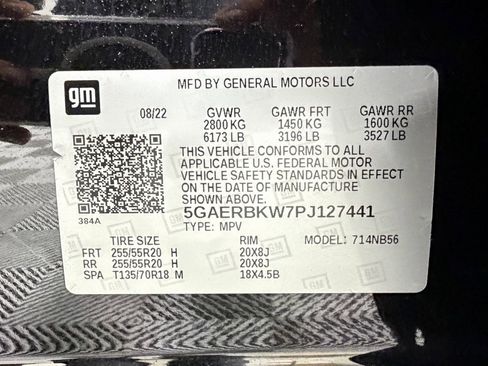 gm
MFD BY GENERAL MOTORS LLC
08/22 GVWR GAWR FRT GAWR RR
2800 KG 1450 KG 1600 KG
6173 LB 3196 LB 3527 LB
THIS VEHICLE CONFORMS TO ALL
APPLICABLE U.S. FEDERAL MOTOR
VEHICLE SAFETY STANDARDS IN EFFECT
ON THE DATE OF MANUFACTURE
SHOWN ABOVE.
384A
5GAERBKW7PJ127441
TYPE: MPV
TIRE SIZE RIM MODEL: 714NB56
FRT 255/55R20 H 20X8J
RR 255/55R20 H 20X8J
SPA T135/70R18 M 18X4.5B